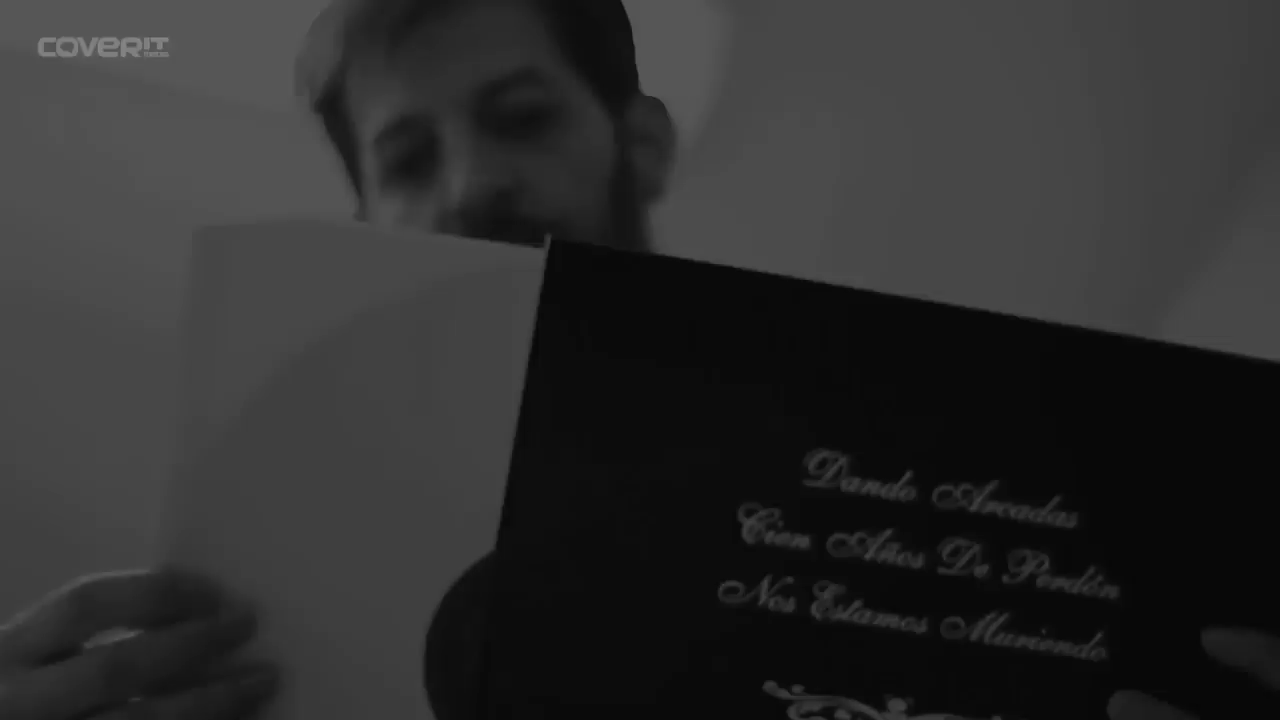 COVERIT
Dando Arcadas
Cien Años De Perdón
Nos Estamos Muriendo